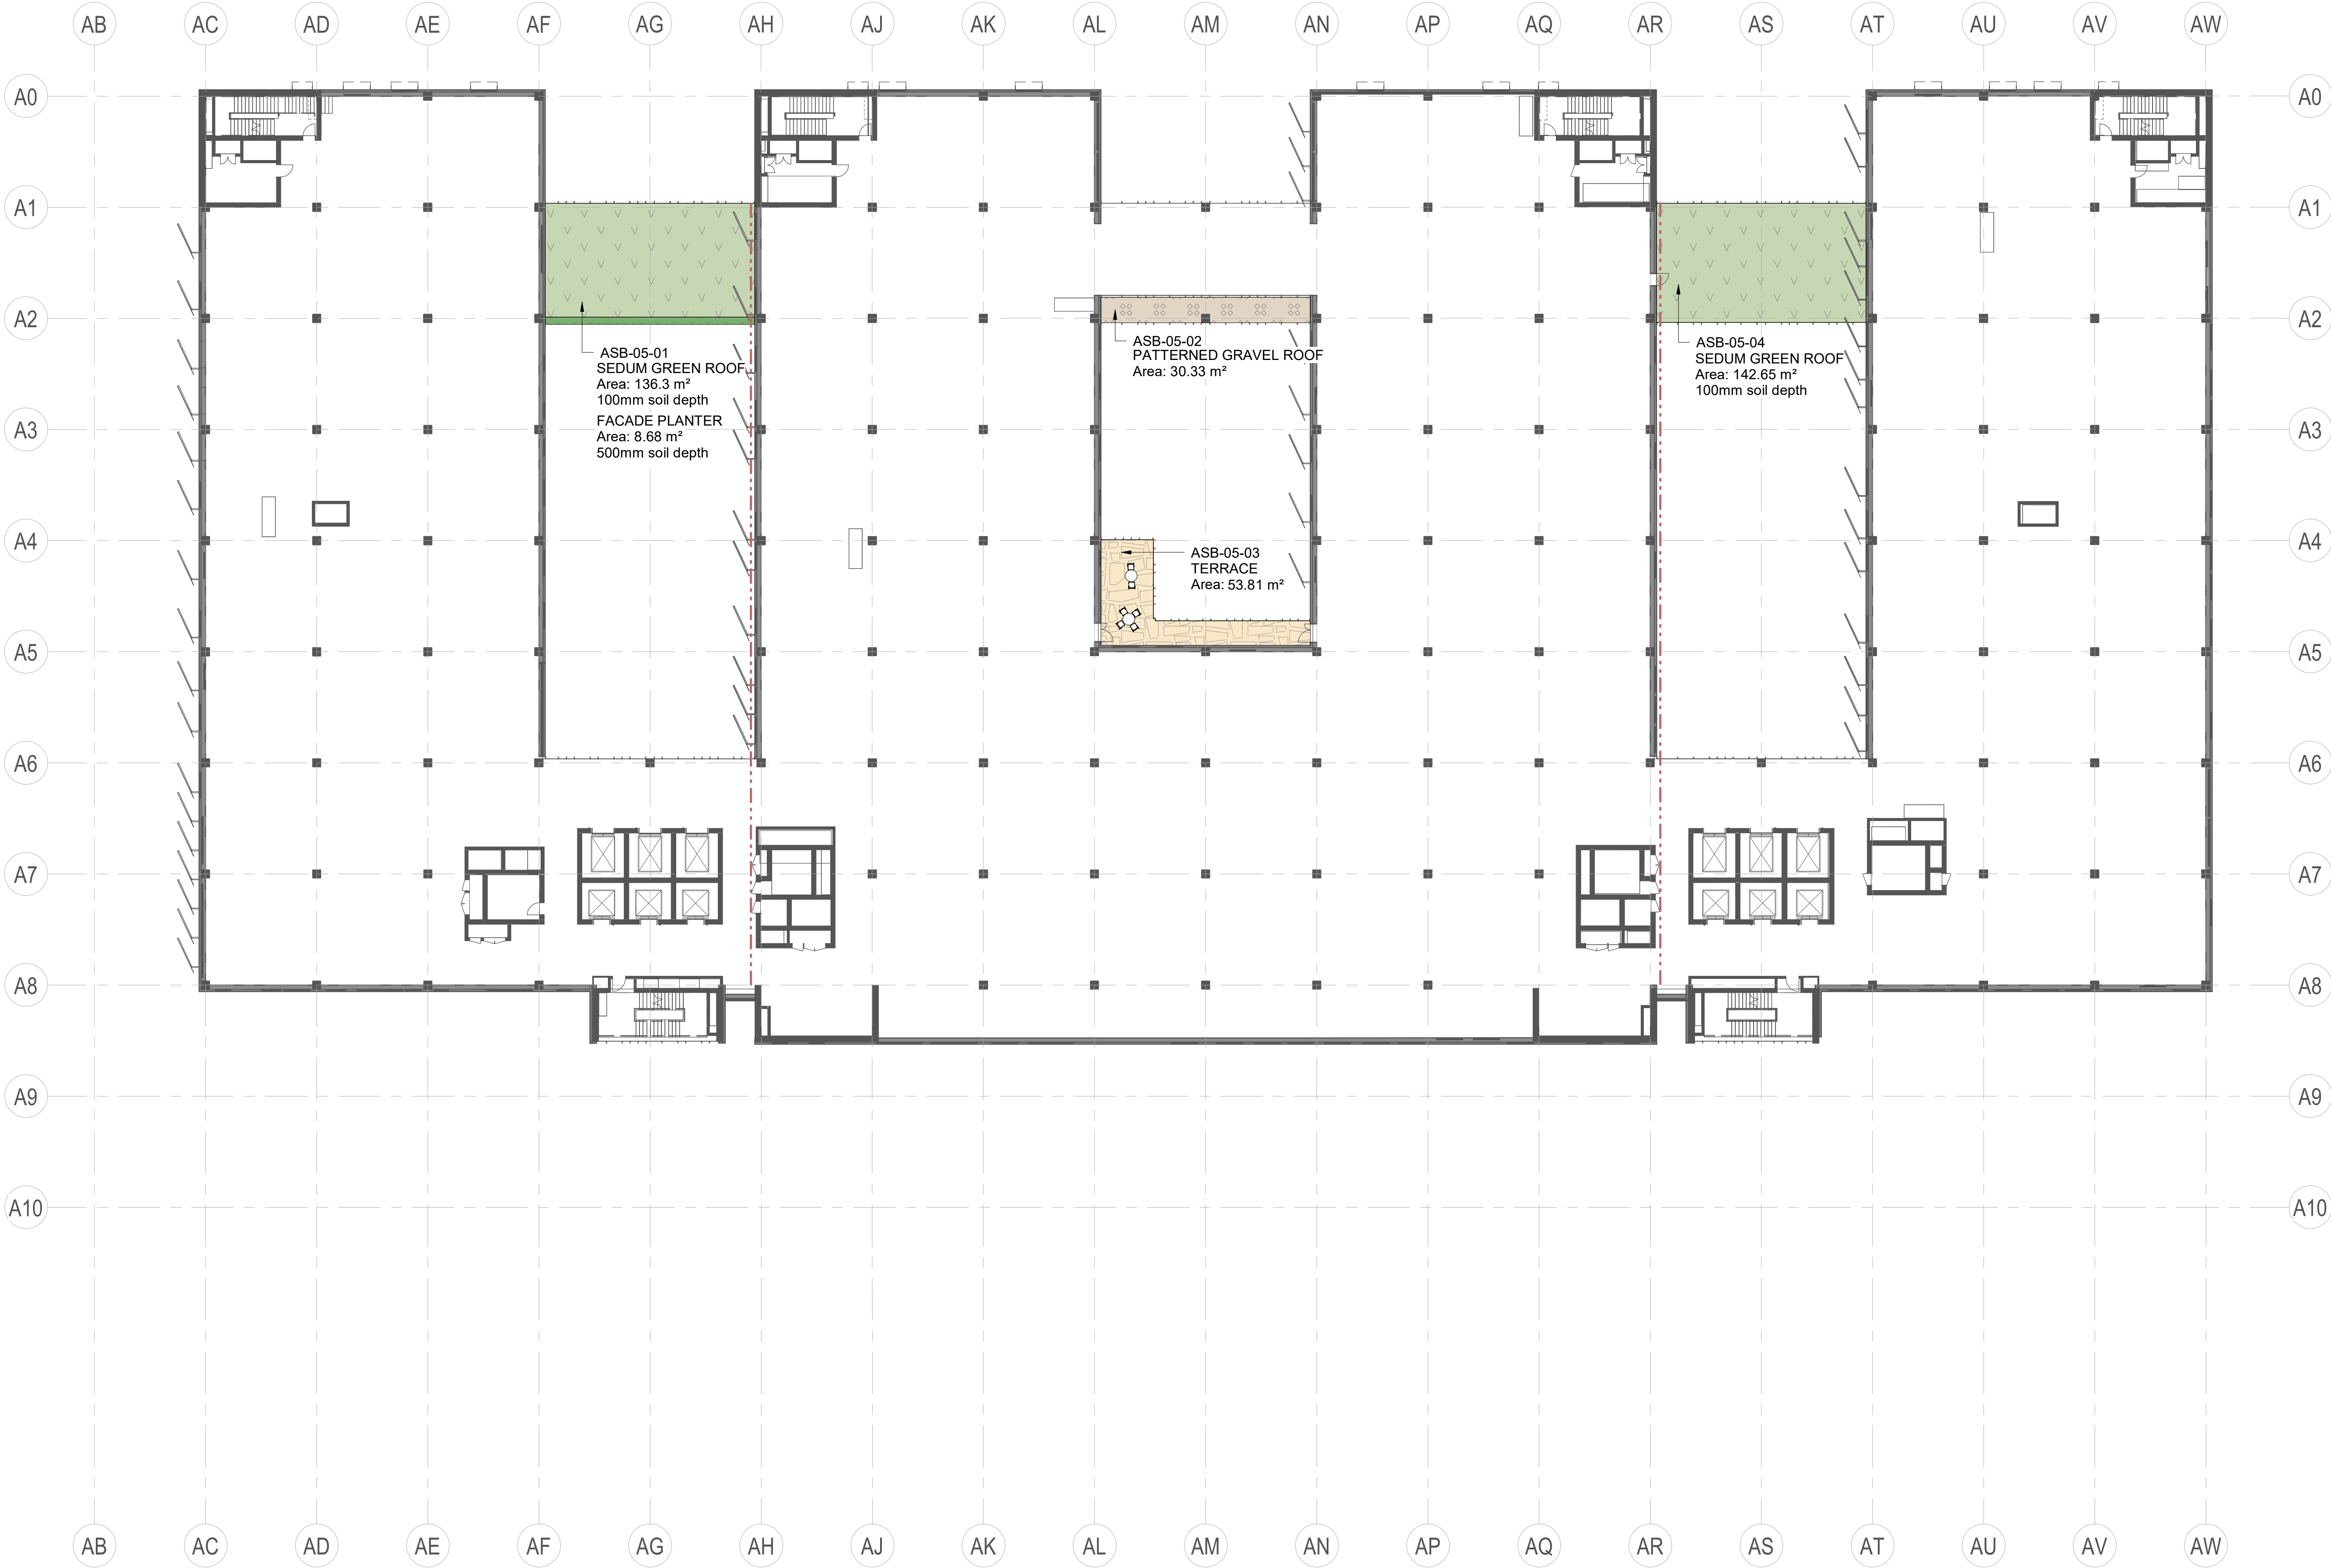 AB AC AD AE AF AG AH AJ AK AL AM AN AP AQ AR AS AT AU AV AW
A0 A0
A1 A1
A2 A2
ASB-05-01
SEDUM GREEN ROOF
Area: 136.3 m²
100mm soil depth
FACADE PLANTER
Area: 8.68 m²
500mm soil depth
ASB-05-02
PATTERNED GRAVEL ROOF
Area: 30.33 m²
ASB-05-04
SEDUM GREEN ROOF
Area: 142.65 m²
100mm soil depth
A3 A3
A4 A4
ASB-05-03
TERRACE
Area: 53.81 m²
A5 A5
A6 A6
A7 A7
A8 A8
A9 A9
A10 A10
AB AC AD AE AF AG AH AJ AK AL AM AN AP AQ AR AS AT AU AV AW